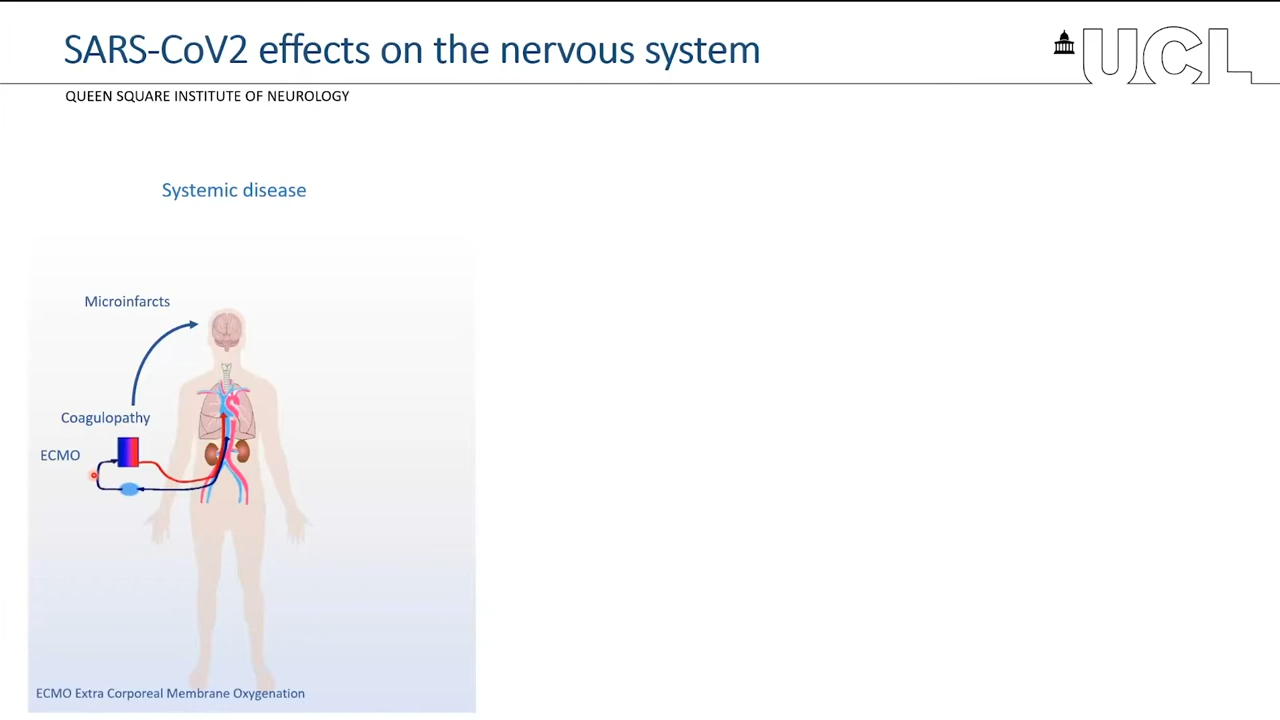 SARS-CoV2 effects on the nervous system
UCL
QUEEN SQUARE INSTITUTE OF NEUROLOGY
Systemic disease
Microinfarcts
Coagulopathy
ECMO
ECMO Extra Corporeal Membrane Oxygenation